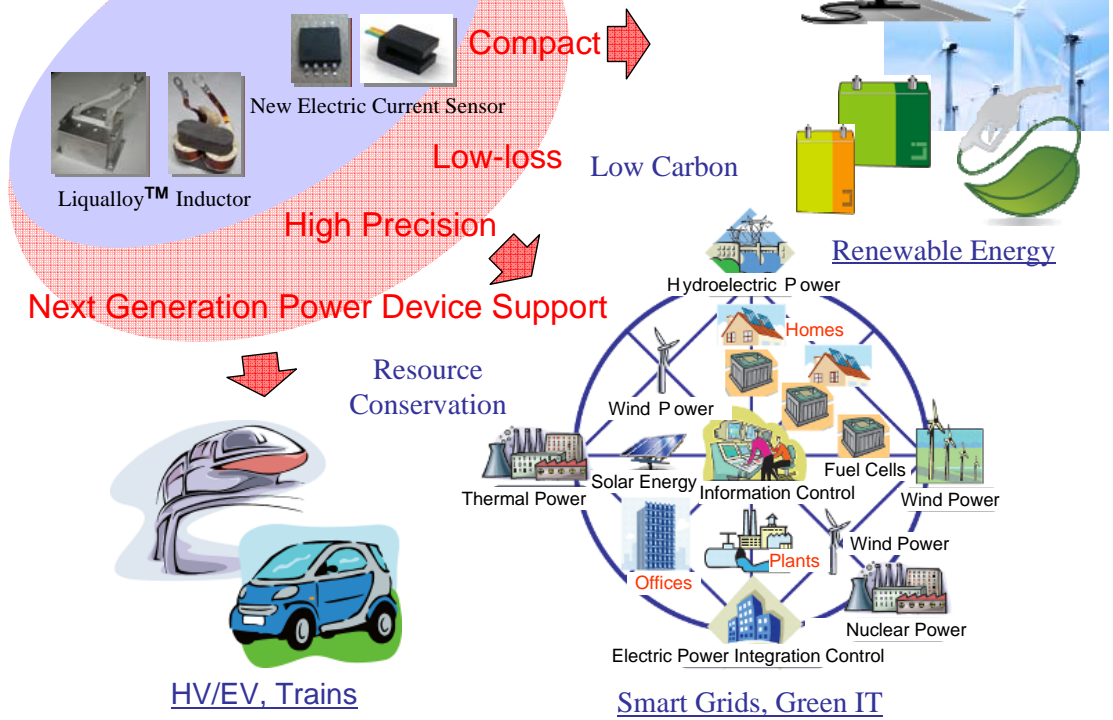 Compact
New Electric Current Sensor
Low-loss
Low Carbon
Liqualloy™ Inductor
Li
Li
High Precision
Renewable Energy
Next Generation Power Device Support
Hydroelectric Power
Homes
Resource
Conservation
Wind Power
Fuel Cells
Thermal Power
Solar Energy
Information Control
Wind Power
Wind Power
Plants
Offices
Nuclear Power
Electric Power Integration Control
HV/EV, Trains
Smart Grids, Green IT